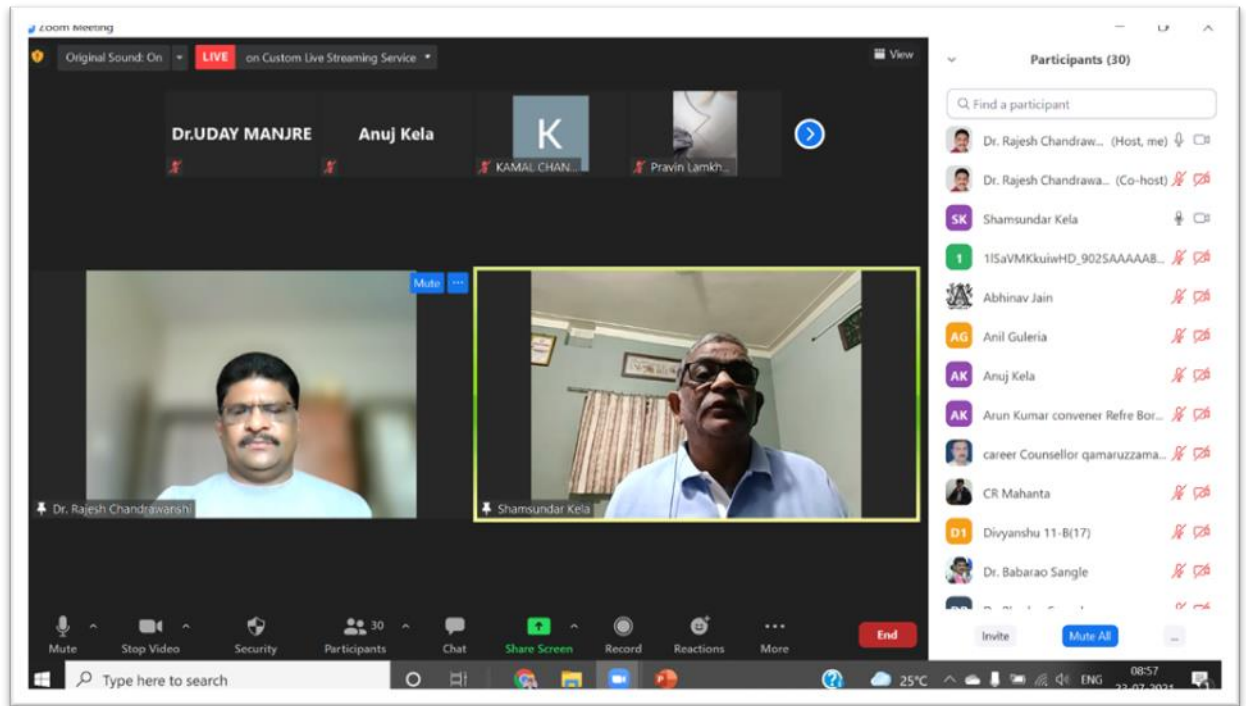 Zoom Meeting
Original Sound: On
LIVE
on Custom Live Streaming Service
View
Dr.UDAY MANJRE
Anuj Kela
K
KAMAL CHAN...
Pravin Lamkh...
Mute
Dr. Rajesh Chandrawanshi
Shamsundar Kela
Participants (30)
Find a participant
Dr. Rajesh Chandraw... (Host, me)
Dr. Rajesh Chandrawa... (Co-host)
SK Shamsundar Kela
1
Abhinav Jain
AG Anil Guleria
AK Anuj Kela
AK Arun Kumar convener Refre Bor...
career Counsellor qamaruzzama...
CR Mahanta
D1 Divyanshu 11-B(17)
Dr. Babarao Sangle
Invite
Mute All
...
Mute
Stop Video
Security
Participants
30
Chat
Share Screen
Record
Reactions
More
End
Type here to search
25°C
ENG
08:57
23-07-2021